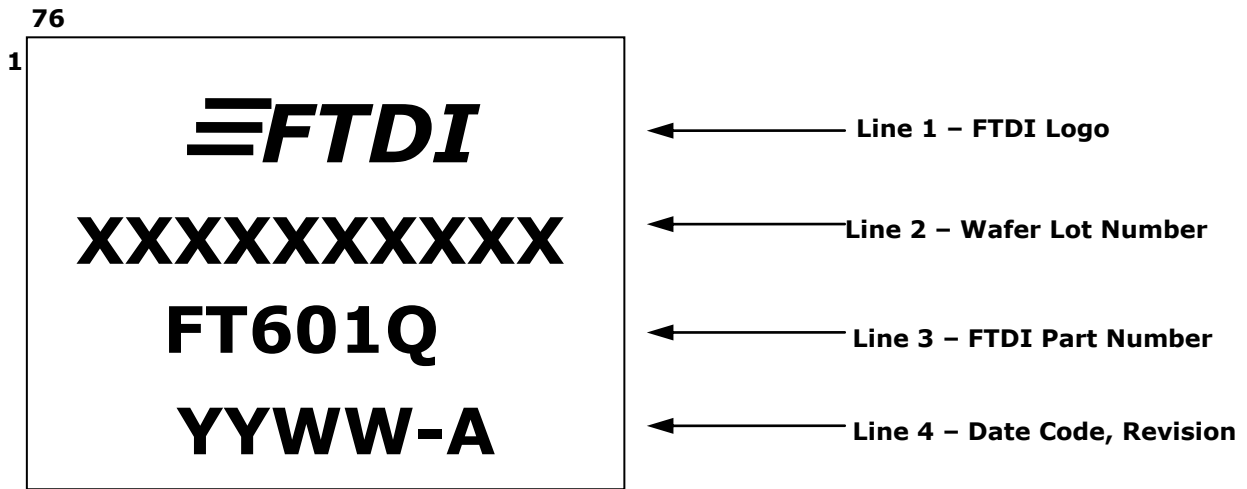 76
1
FTDI
Line 1 – FTDI Logo
XXXXXXXXXX
Line 2 – Wafer Lot Number
FT601Q
Line 3 – FTDI Part Number
YYWW-A
Line 4 – Date Code, Revision